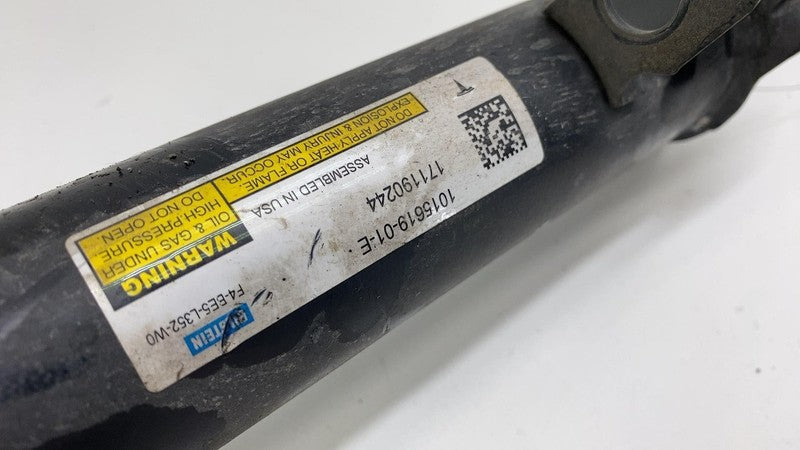 BILSTEIN
F4-BE5-L352-W0
WARNING
OIL & GAS UNDER
HIGH PRESSURE
DO NOT OPEN
DO NOT APPLY HEAT OR FLAME:
EXPLOSION & INJURY MAY OCCUR.
ASSEMBLED IN USA
1015619-01-E
171190244